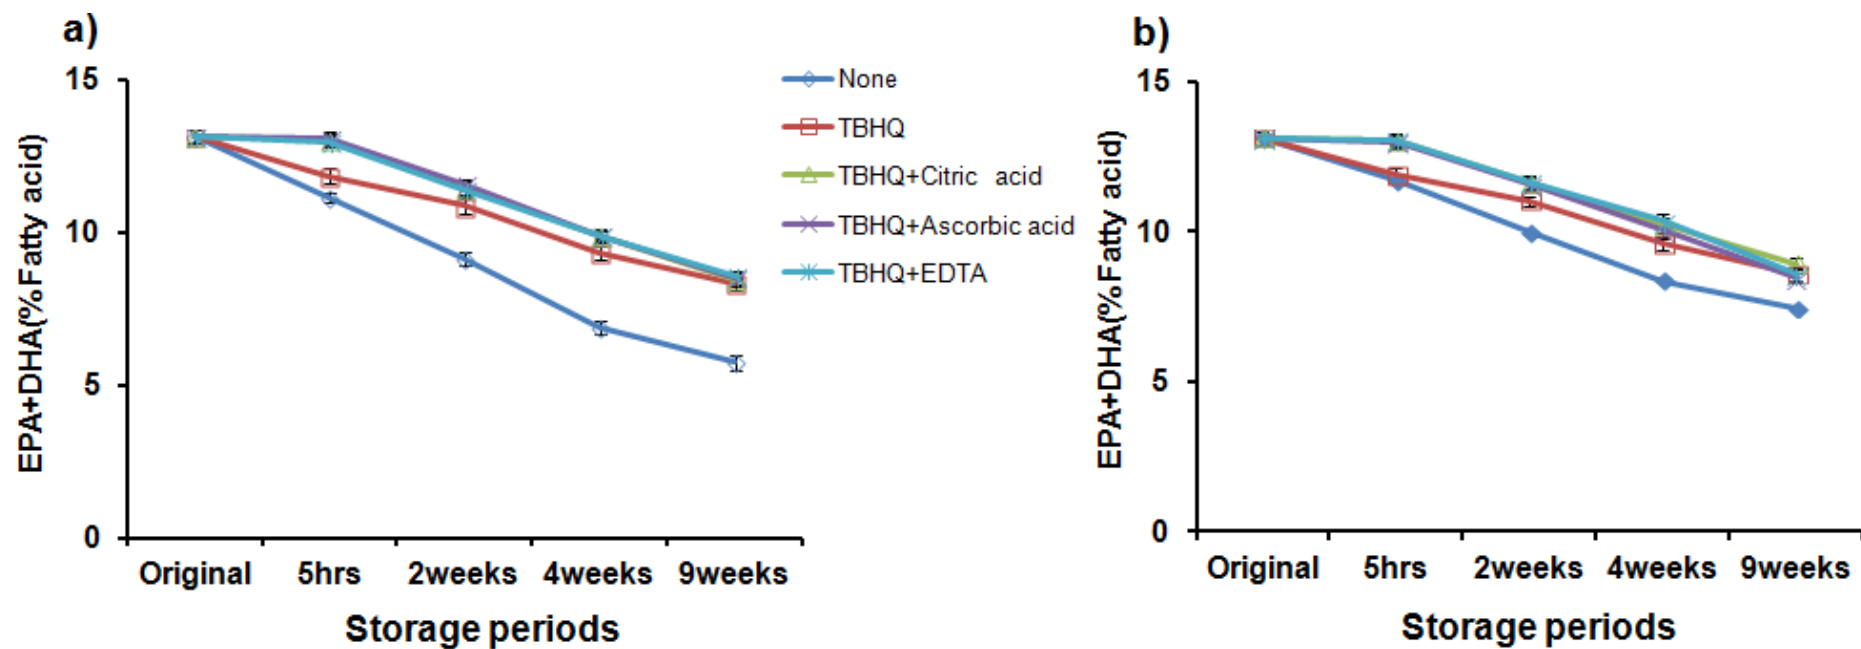 a)
15
10
5
0
EPA+DHA(%Fatty acid)
Original 5hrs 2weeks 4weeks 9weeks
Storage periods
None
TBHQ
TBHQ+Citric acid
TBHQ+Ascorbic acid
TBHQ+EDTA
b)
15
10
5
0
EPA+DHA(%Fatty acid)
Original 5hrs 2weeks 4weeks 9weeks
Storage periods